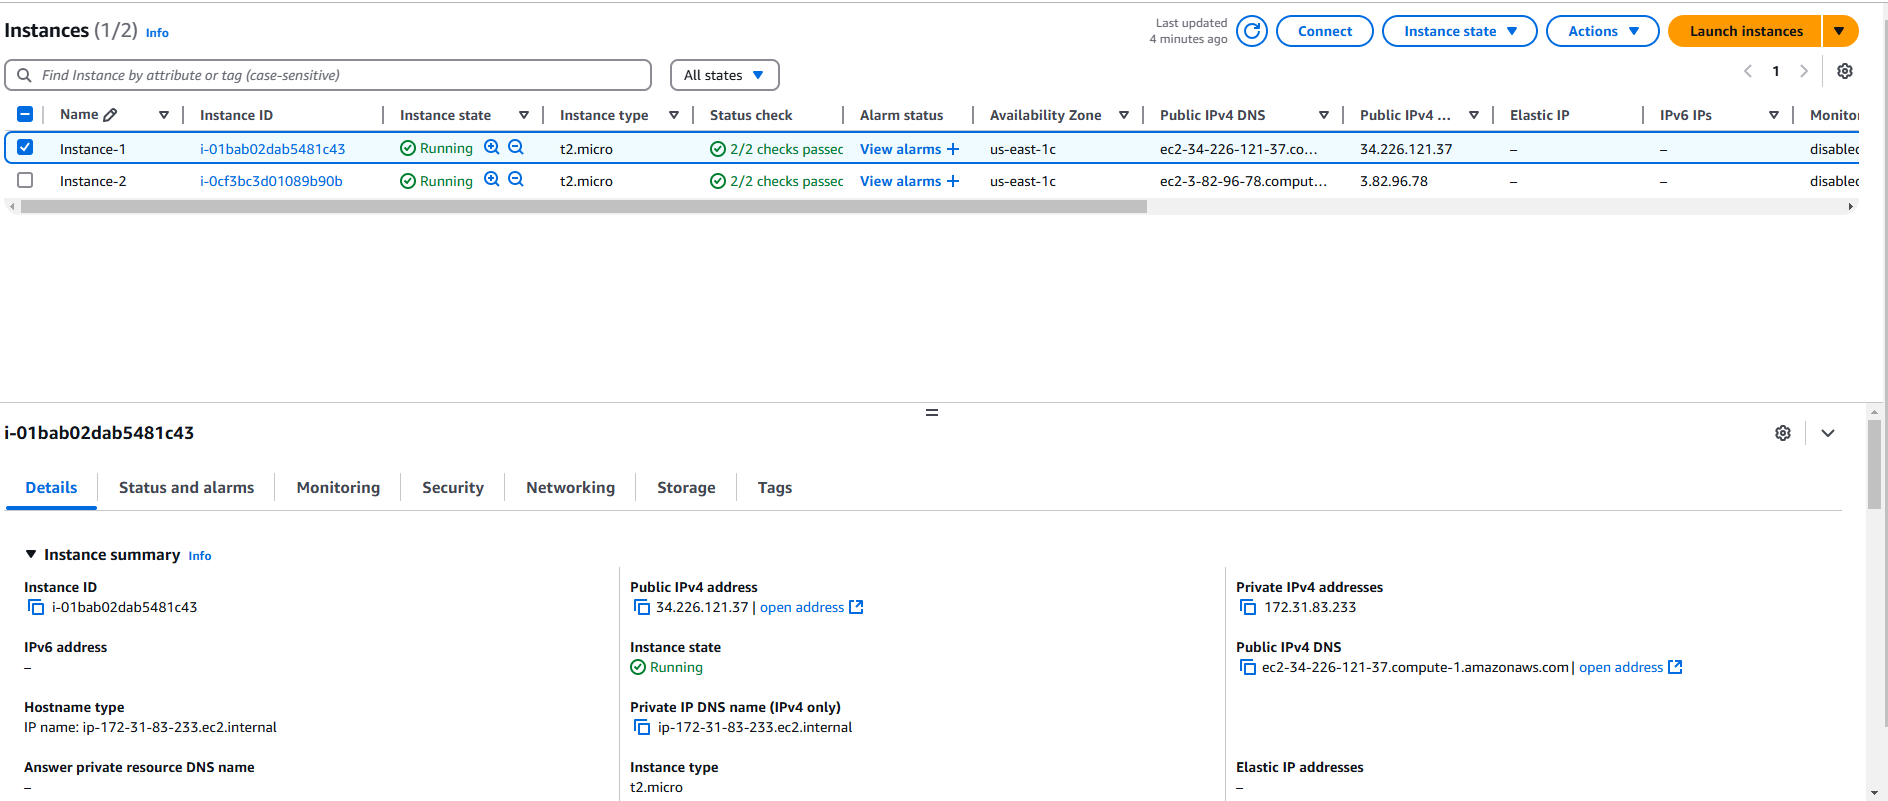 Instances (1/2) Info
Last updated
4 minutes ago
Connect
Instance state
Actions
Launch instances
Find Instance by attribute or tag (case-sensitive)
All states
1
Name Instance ID Instance state Instance type Status check Alarm status Availability Zone Public IPv4 DNS Public IPv4 ... Elastic IP IPv6 IPs Monitor
Instance-1 i-01bab02dab5481c43 Running t2.micro 2/2 checks passec View alarms + us-east-1c ec2-34-226-121-37.co... 34.226.121.37 – – disabled
Instance-2 i-0cf3bc3d01089b90b Running t2.micro 2/2 checks passec View alarms + us-east-1c ec2-3-82-96-78.comput... 3.82.96.78 – – disabled
i-01bab02dab5481c43
Details Status and alarms Monitoring Security Networking Storage Tags
Instance summary Info
Instance ID
i-01bab02dab5481c43
Public IPv4 address
34.226.121.37 | open address
Private IPv4 addresses
172.31.83.233
IPv6 address
–
Instance state
Running
Public IPv4 DNS
ec2-34-226-121-37.compute-1.amazonaws.com | open address
Hostname type
IP name: ip-172-31-83-233.ec2.internal
Private IP DNS name (IPv4 only)
ip-172-31-83-233.ec2.internal
Answer private resource DNS name
–
Instance type
t2.micro
Elastic IP addresses
–